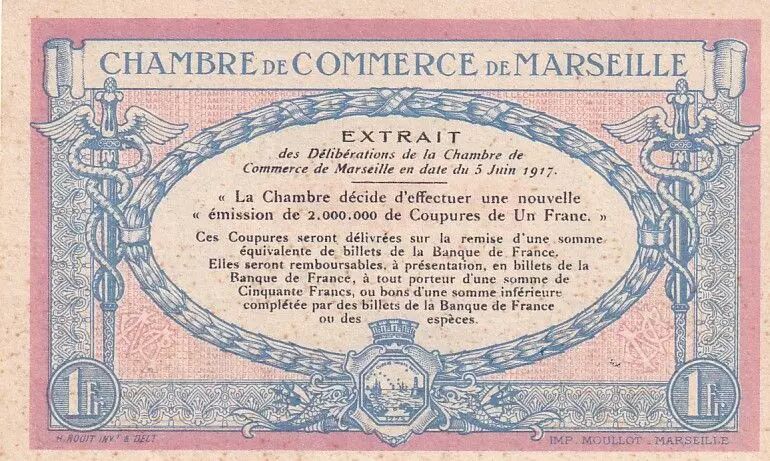 CHAMBRE DE COMMERCE DE MARSEILLE
EXTRAIT
des Délibérations de la Chambre de
Commerce de Marseille en date du 5 Juin 1917.
« La Chambre décide d'effectuer une nouvelle
« émission de 2.000.000 de Coupures de Un Franc. »
Ces Coupures seront délivrées sur la remise d'une somme
équivalente de billets de la Banque de France.
Elles seront remboursables, à présentation, en billets de la
Banque de France, à tout porteur d'une somme de
Cinquante Francs, ou bons d'une somme inférieure
complétée par des billets de la Banque de France
ou des espèces.
1 Fr.
1 Fr.
H. ROUIT INV.T & DELT
IMP. MOULLOT - MARSEILLE